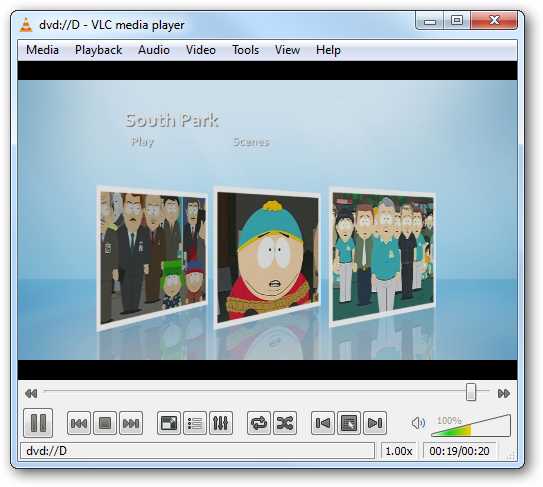 dvd://D - VLC media player
Media Playback Audio Video Tools View Help
South Park
Play Scenes
100%
dvd://D 1.00x 00:19/00:20